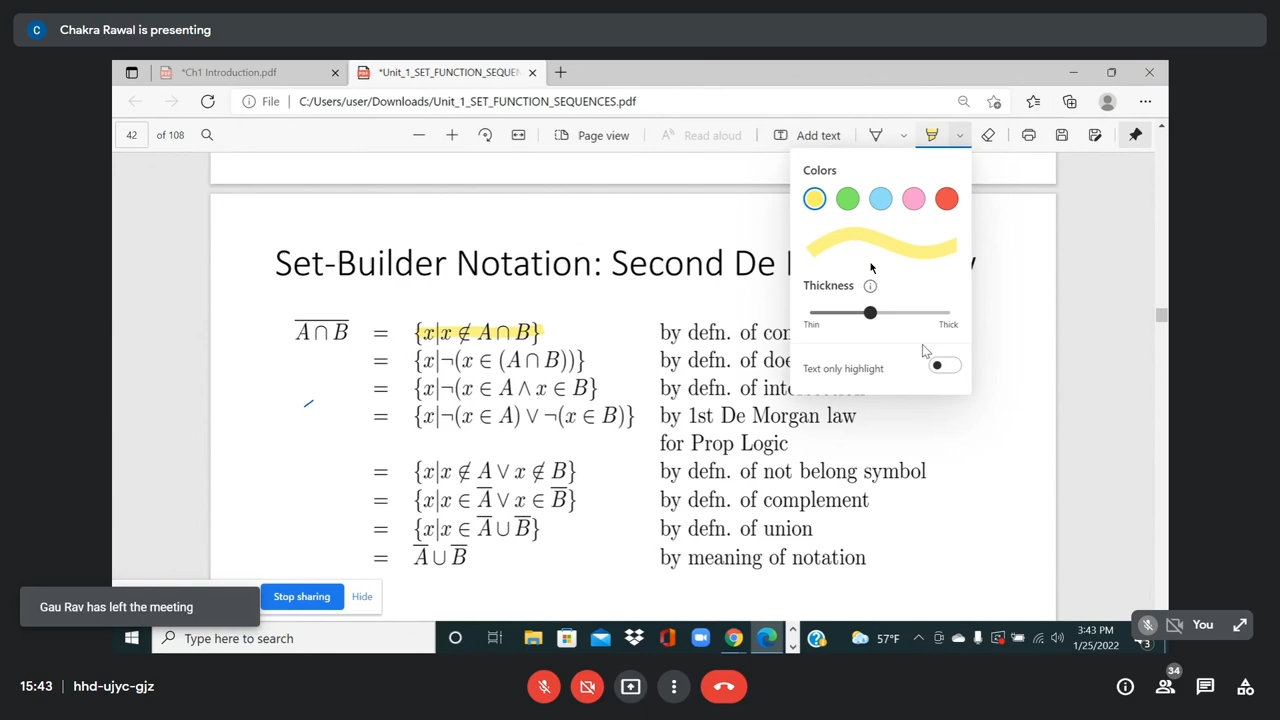 C Chakra Rawal is presenting
*Ch1 Introduction.pdf
*Unit_1_SET_FUNCTION_SEQUEN
File C:/Users/user/Downloads/Unit_1_SET_FUNCTION_SEQUENCES.pdf
42 of 108 Page view Read aloud Add text
Colors
Set-Builder Notation: Second De
Thickness
Thin Thick
Text only highlight
A̅ ̅∩̅ ̅B̅ = {x|x ∉ A ∩ B} by defn. of con
= {x|¬(x ∈ (A ∩ B))} by defn. of doe
= {x|¬(x ∈ A ∧ x ∈ B} by defn. of inte
= {x|¬(x ∈ A) ∨ ¬(x ∈ B)} by 1st De Morgan law
for Prop Logic
= {x|x ∉ A ∨ x ∉ B} by defn. of not belong symbol
= {x|x ∈ A̅ ∨ x ∈ B̅} by defn. of complement
= {x|x ∈ A̅ ∪ B̅} by defn. of union
= A̅ ∪ B̅ by meaning of notation
Gau Rav has left the meeting
Stop sharing Hide
You
Type here to search
57°F
3:43 PM
1/25/2022
3
15:43 | hhd-ujyc-gjz
34